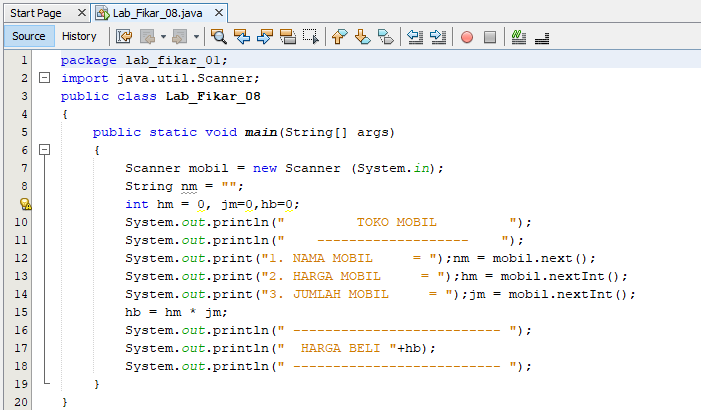 Start Page
Lab_Fikar_08.java
Source History
1 package lab_fikar_01;
2 import java.util.Scanner;
3 public class Lab_Fikar_08
4 {
5     public static void main(String[] args)
6     {
7         Scanner mobil = new Scanner (System.in);
8         String nm = "";
int hm = 0, jm=0,hb=0;
10         System.out.println("         TOKO MOBIL         ");
11         System.out.println("    -------------------    ");
12         System.out.print("1. NAMA MOBIL     = ");nm = mobil.next();
13         System.out.print("2. HARGA MOBIL     = ");hm = mobil.nextInt();
14         System.out.print("3. JUMLAH MOBIL     = ");jm = mobil.nextInt();
15         hb = hm * jm;
16         System.out.println(" -------------------------- ");
17         System.out.println("  HARGA BELI "+hb);
18         System.out.println(" -------------------------- ");
19     }
20 }